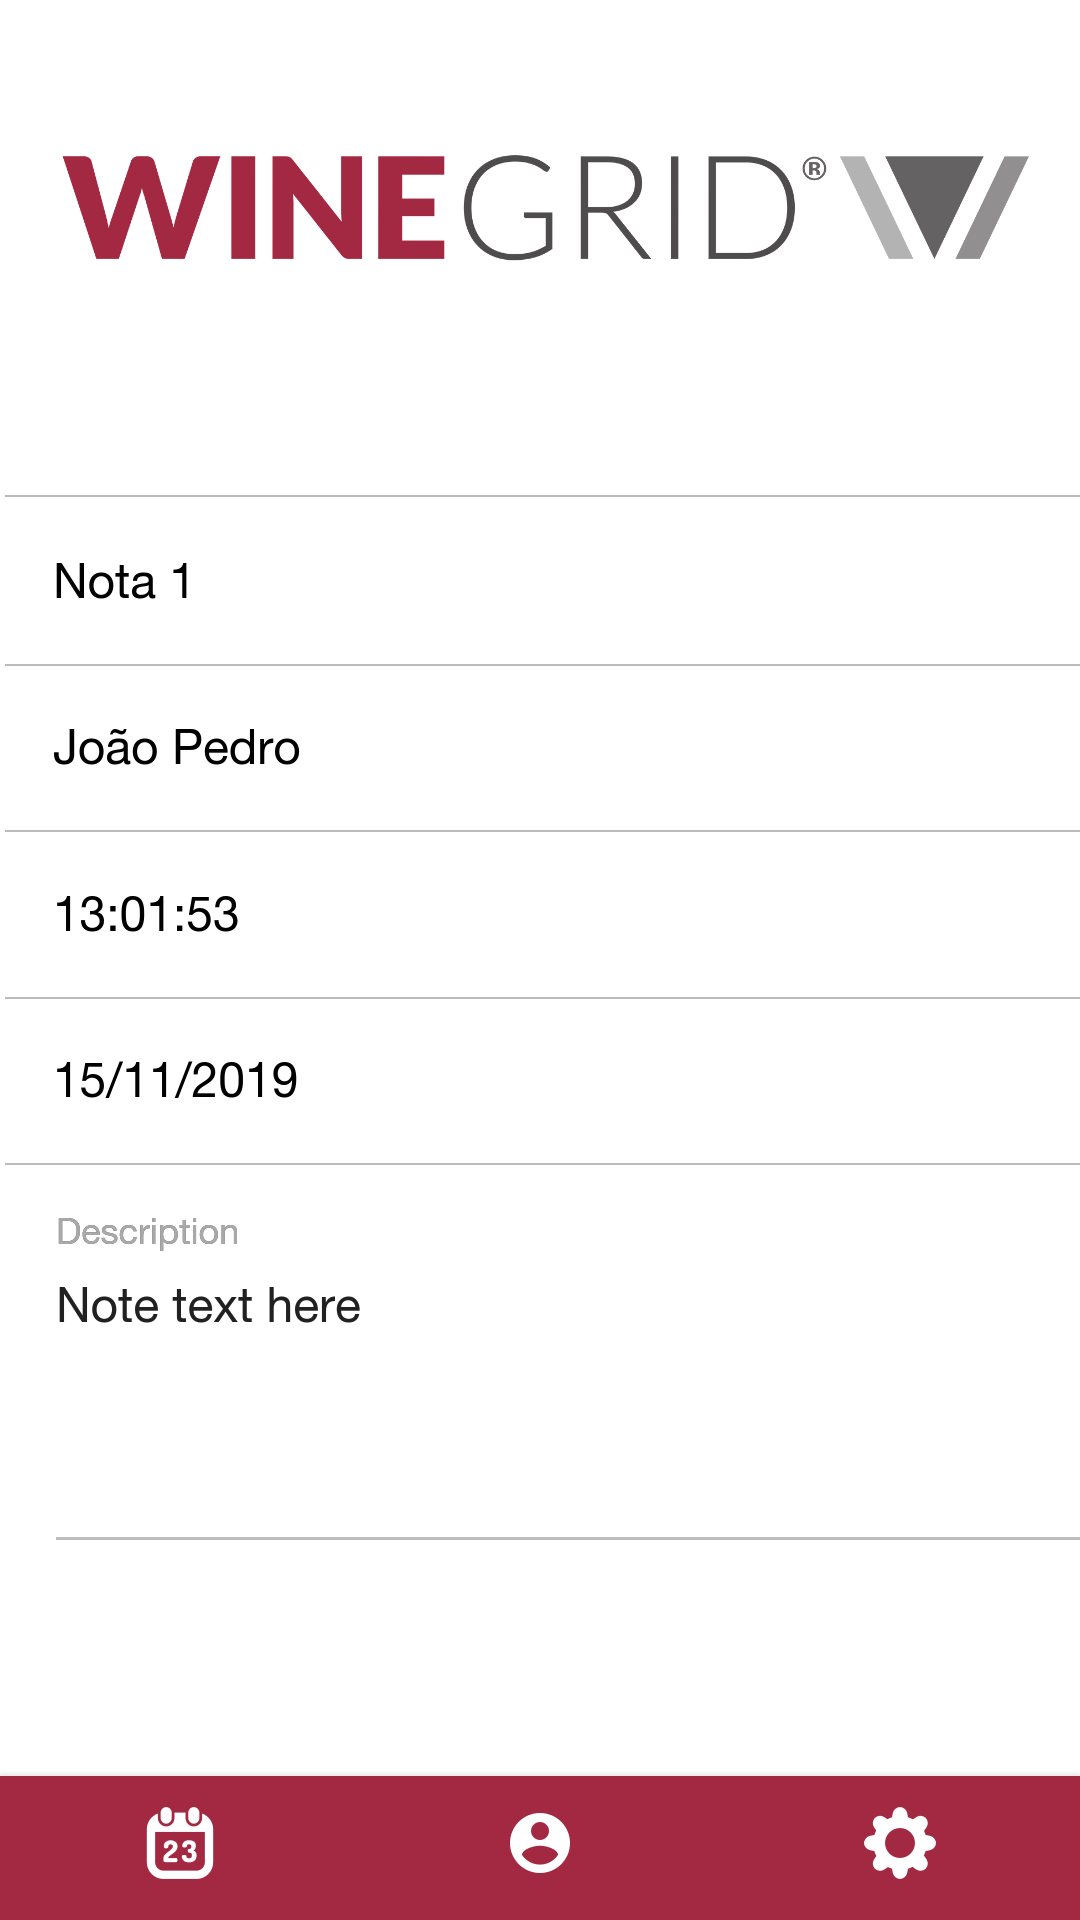 WINEGRID®
Nota 1
João Pedro
13:01:53
15/11/2019
Description
Note text here
23